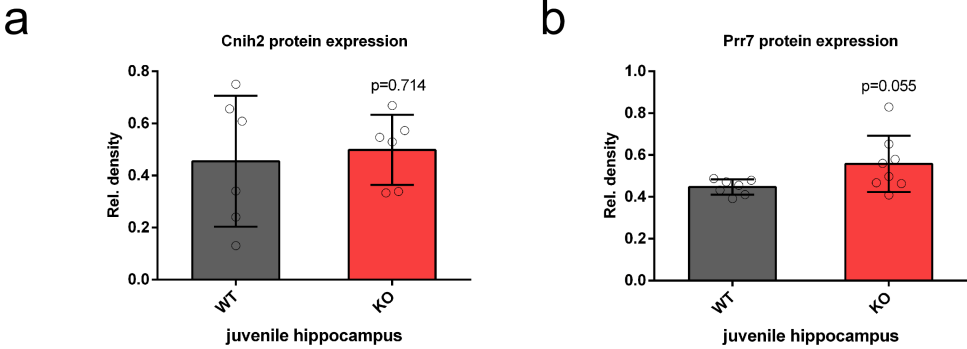 a
Cnih2 protein expression
p=0.714
0.8
0.6
0.4
0.2
0.0
Rel. density
WT
KO
juvenile hippocampus
b
Prr7 protein expression
p=0.055
1.0
0.8
0.6
0.4
0.2
0.0
Rel. density
WT
KO
juvenile hippocampus